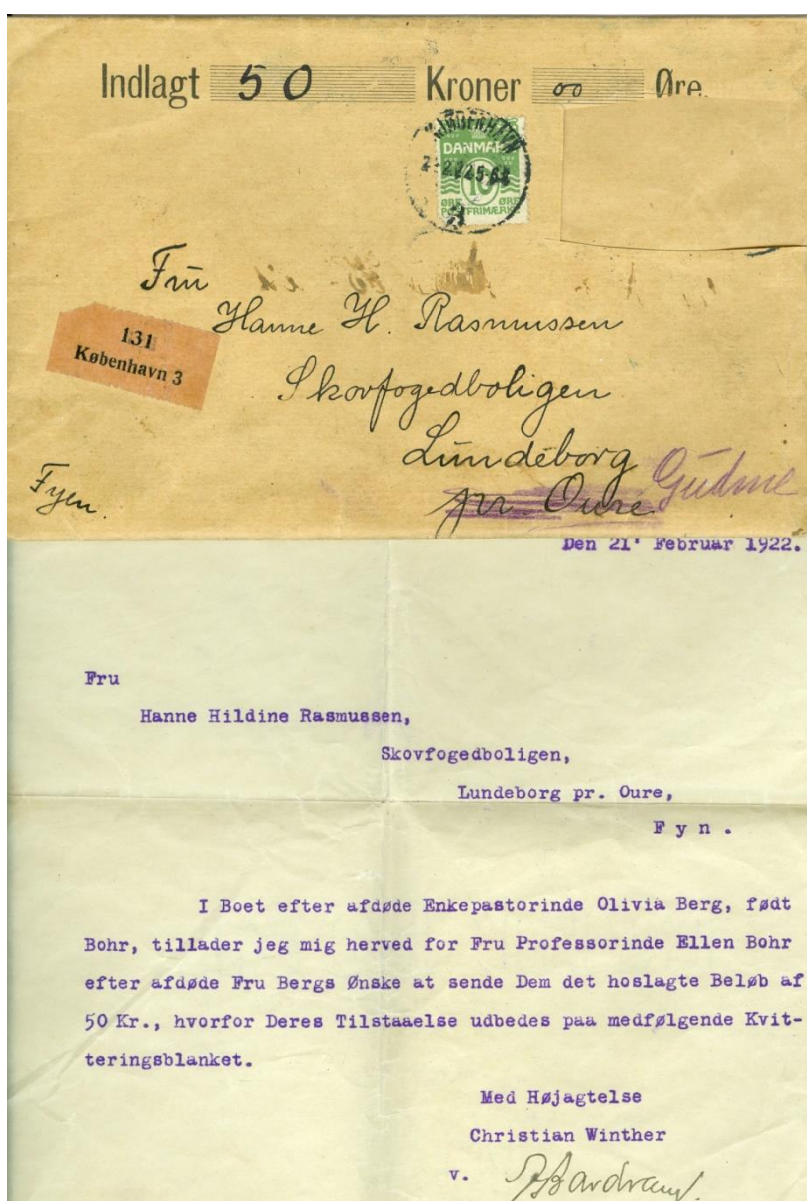 Indlagt 50 Kroner 00 Øre
KJØBENHAVN
DANMARK
10
ØRE ØRE
POSTFRIMÆRKE
Fru
Hanne H. Rasmussen
131
København 3
Skovfogedboligen
Lundeborg
Fyen.
pr Oure Gudme
Den 21' Februar 1922.
Fru
Hanne Hildine Rasmussen,
Skovfogedboligen,
Lundeborg pr. Oure,
Fyn.
I Boet efter afdøde Enkepastorinde Olivia Berg, født
Bohr, tillader jeg mig herved for Fru Professorinde Ellen Bohr
efter afdøde Fru Bergs Ønske at sende Dem det hoslagte Beløb af
50 Kr., hvorfor Deres Tilstaaelse udbedes paa medfølgende Kvit-
teringsblanket.
Med Højagtelse
Christian Winther
v.